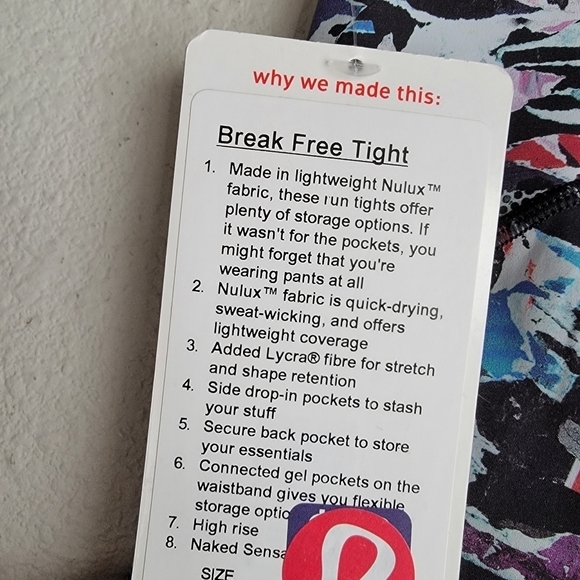 why we made this:
Break Free Tight
1. Made in lightweight Nulux™
fabric, these run tights offer
plenty of storage options. If
it wasn't for the pockets, you
might forget that you're
wearing pants at all
2. Nulux™ fabric is quick-drying,
sweat-wicking, and offers
lightweight coverage
3. Added Lycra® fibre for stretch
and shape retention
4. Side drop-in pockets to stash
your stuff
5. Secure back pocket to store
your essentials
6. Connected gel pockets on the
waistband gives you flexible
storage
7. High rise
8. Naked
SIZE